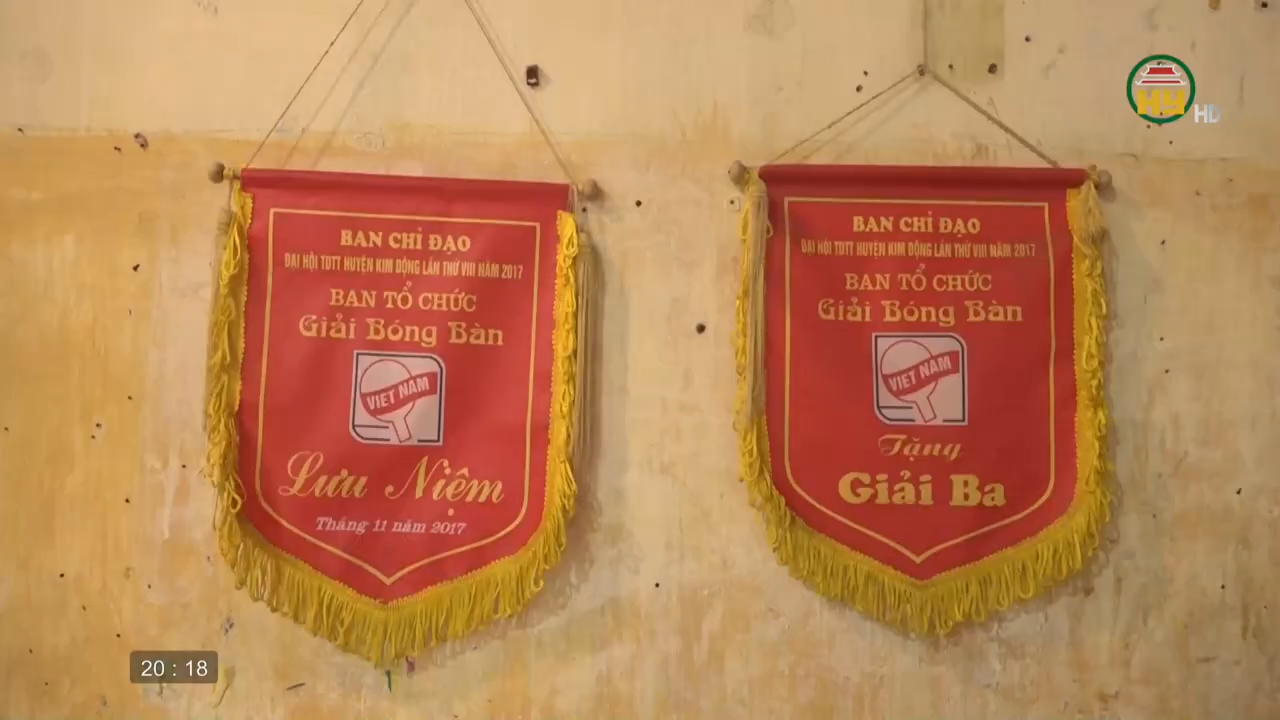 HY
HD
BAN CHỈ ĐẠO
ĐẠI HỘI TDTT HUYỆN KIM ĐỘNG LẦN THỨ VIII NĂM 2017
BAN TỔ CHỨC
Giải Bóng Bàn
VIET NAM
Lưu Niệm
Tháng 11 năm 2017
BAN CHỈ ĐẠO
ĐẠI HỘI TDTT HUYỆN KIM ĐỘNG LẦN THỨ VIII NĂM 2017
BAN TỔ CHỨC
Giải Bóng Bàn
VIET NAM
Tặng
Giải Ba
20 : 18